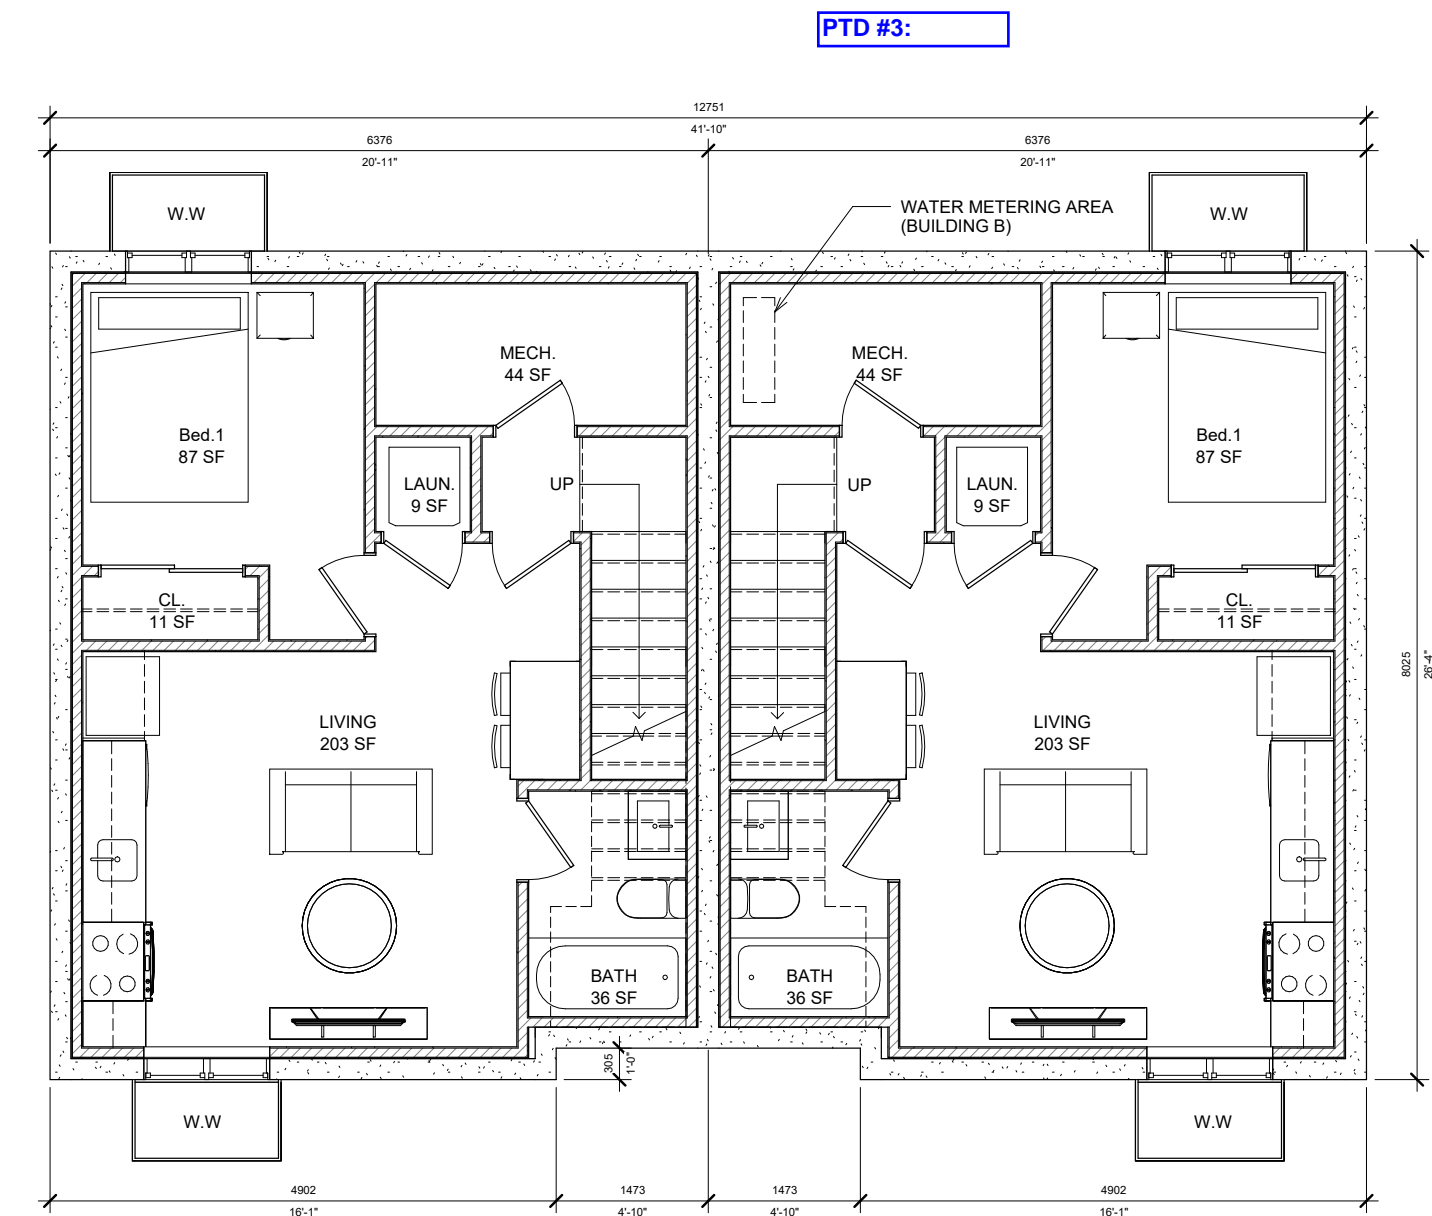 PTD #3:
12751
41'-10"
6376
20'-11"
6376
20'-11"
W.W
WATER METERING AREA
(BUILDING B)
W.W
MECH.
44 SF
MECH.
44 SF
Bed.1
87 SF
LAUN.
9 SF
UP
UP
LAUN.
9 SF
Bed.1
87 SF
CL.
11 SF
CL.
11 SF
8025
26'-4"
LIVING
203 SF
LIVING
203 SF
BATH
36 SF
BATH
36 SF
305
1'-0"
W.W
W.W
4902
16'-1"
1473
4'-10"
1473
4'-10"
4902
16'-1"